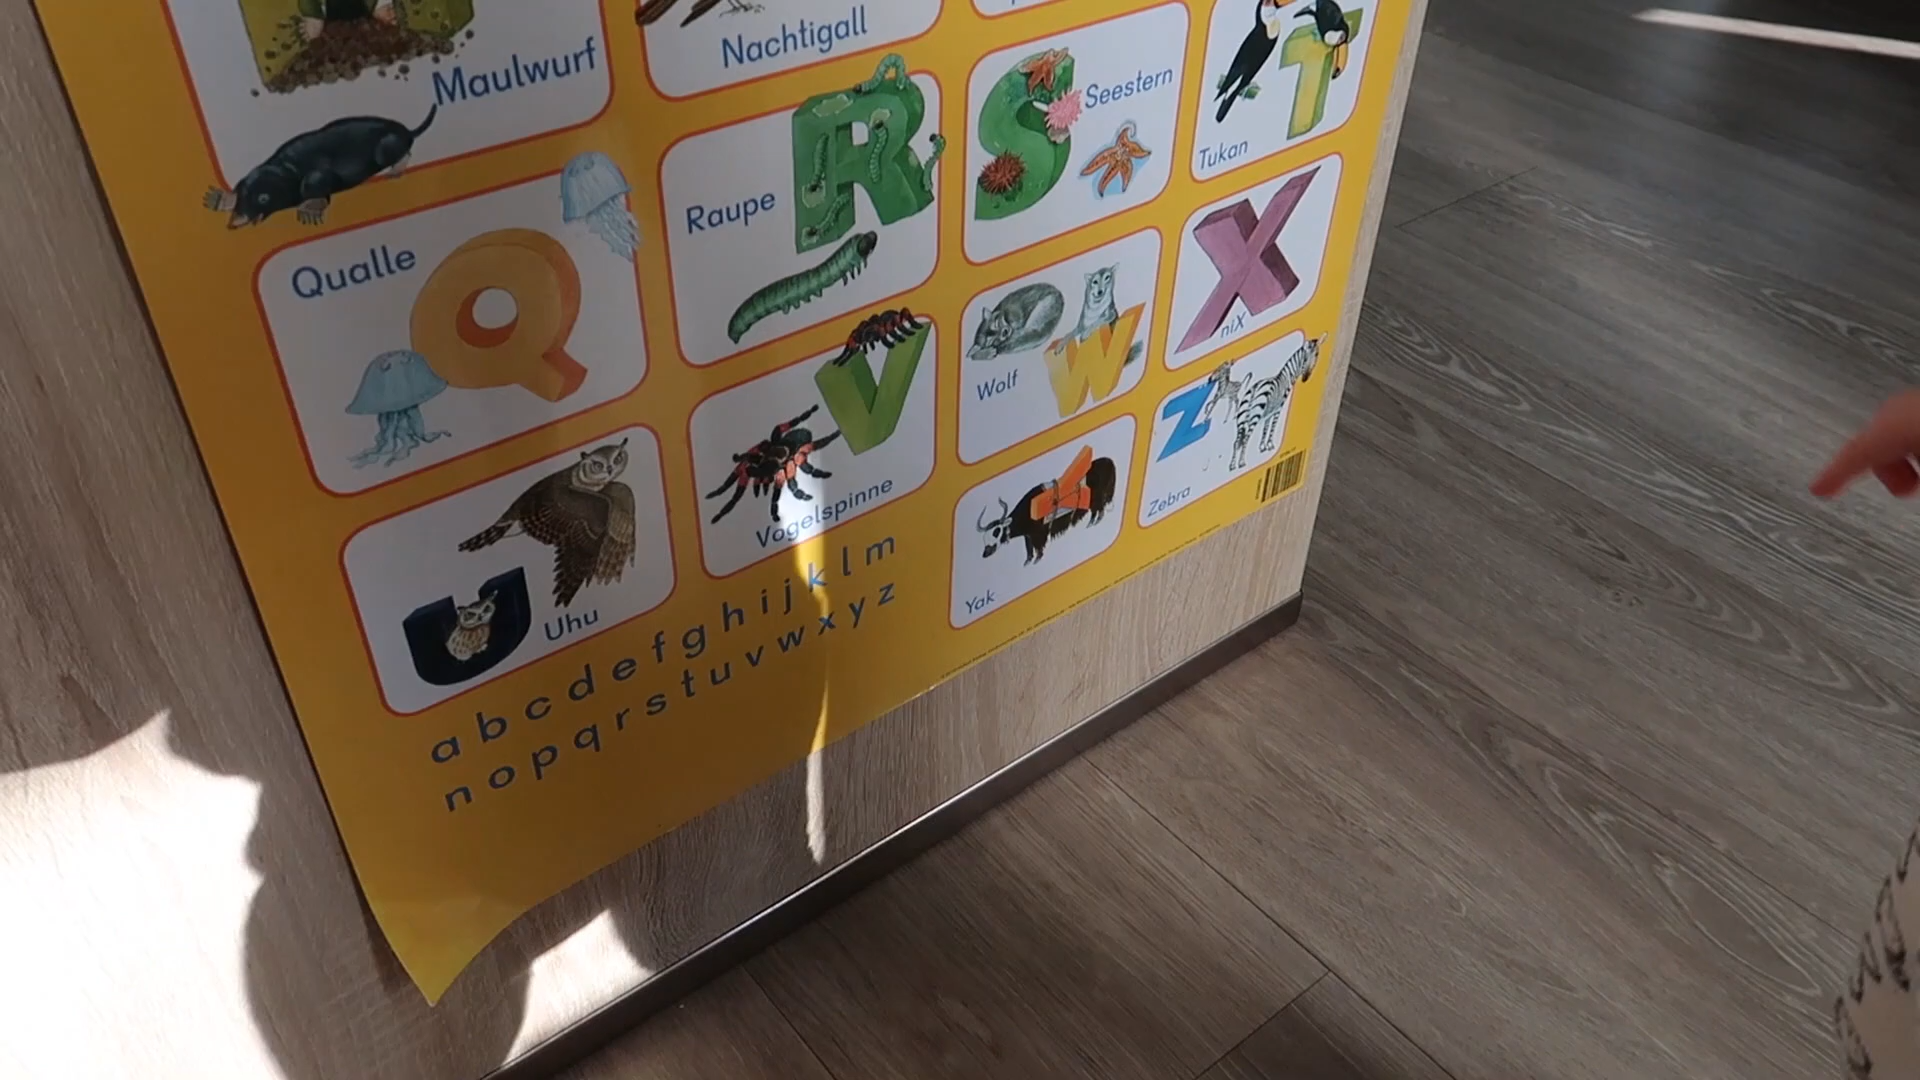 Maulwurf
Nachtigall
Qualle
Q
Raupe
R
S
Seestern
T
Tukan
U
Uhu
V
Vogelspinne
W
Wolf
X
niX
Y
Yak
Z
Zebra
a b c d e f g h i j k l m
n o p q r s t u v w x y z